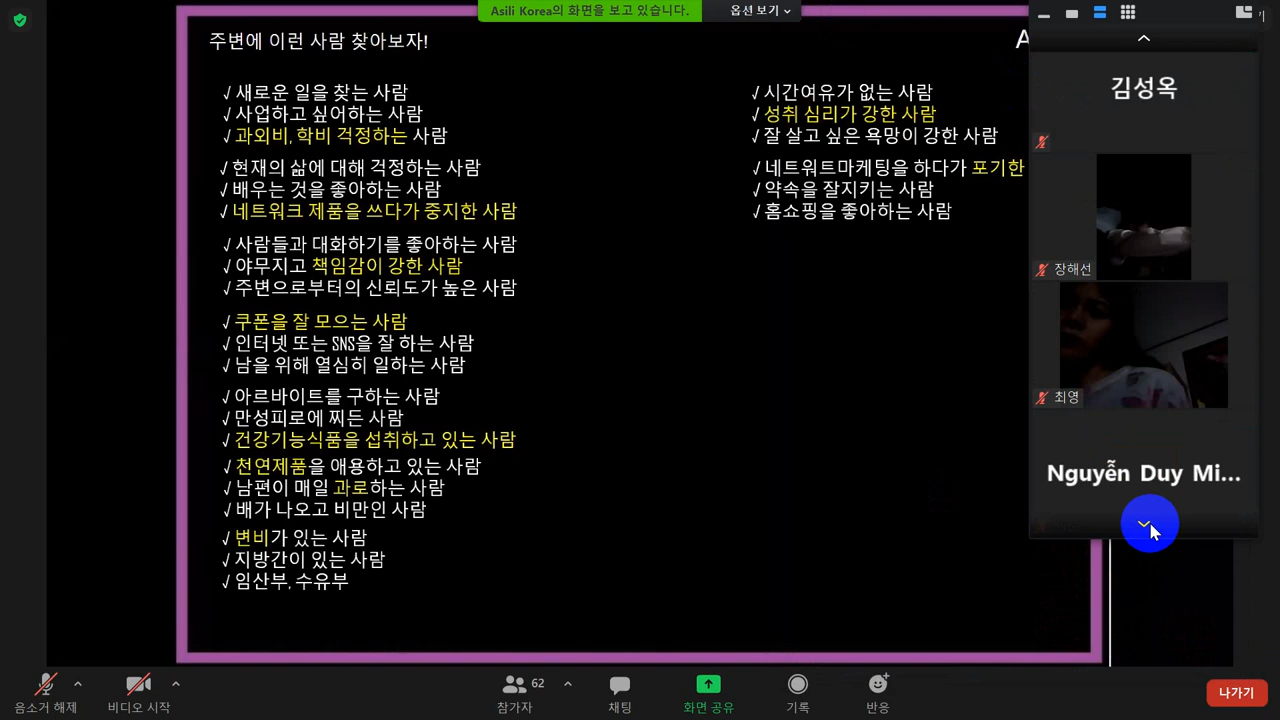 Asili Korea의 화면을 보고 있습니다.
옵션 보기
주변에 이런 사람 찾아보자!
A
√ 새로운 일을 찾는 사람
√ 사업하고 싶어하는 사람
√ 과외비, 학비 걱정하는 사람
√ 현재의 삶에 대해 걱정하는 사람
√ 배우는 것을 좋아하는 사람
√ 네트워크 제품을 쓰다가 중지한 사람
√ 사람들과 대화하기를 좋아하는 사람
√ 야무지고 책임감이 강한 사람
√ 주변으로부터의 신뢰도가 높은 사람
√ 쿠폰을 잘 모으는 사람
√ 인터넷 또는 SNS을 잘 하는 사람
√ 남을 위해 열심히 일하는 사람
√ 아르바이트를 구하는 사람
√ 만성피로에 찌든 사람
√ 건강기능식품을 섭취하고 있는 사람
√ 천연제품을 애용하고 있는 사람
√ 남편이 매일 과로하는 사람
√ 배가 나오고 비만인 사람
√ 변비가 있는 사람
√ 지방간이 있는 사람
√ 임산부, 수유부
√ 시간여유가 없는 사람
√ 성취 심리가 강한 사람
√ 잘 살고 싶은 욕망이 강한 사람
√ 네트워트마케팅을 하다가 포기한
√ 약속을 잘지키는 사람
√ 홈쇼핑을 좋아하는 사람
김성옥
장해선
최영
Nguyễn Duy Mi...
음소거 해제
비디오 시작
62
참가자
채팅
화면 공유
기록
반응
나가기